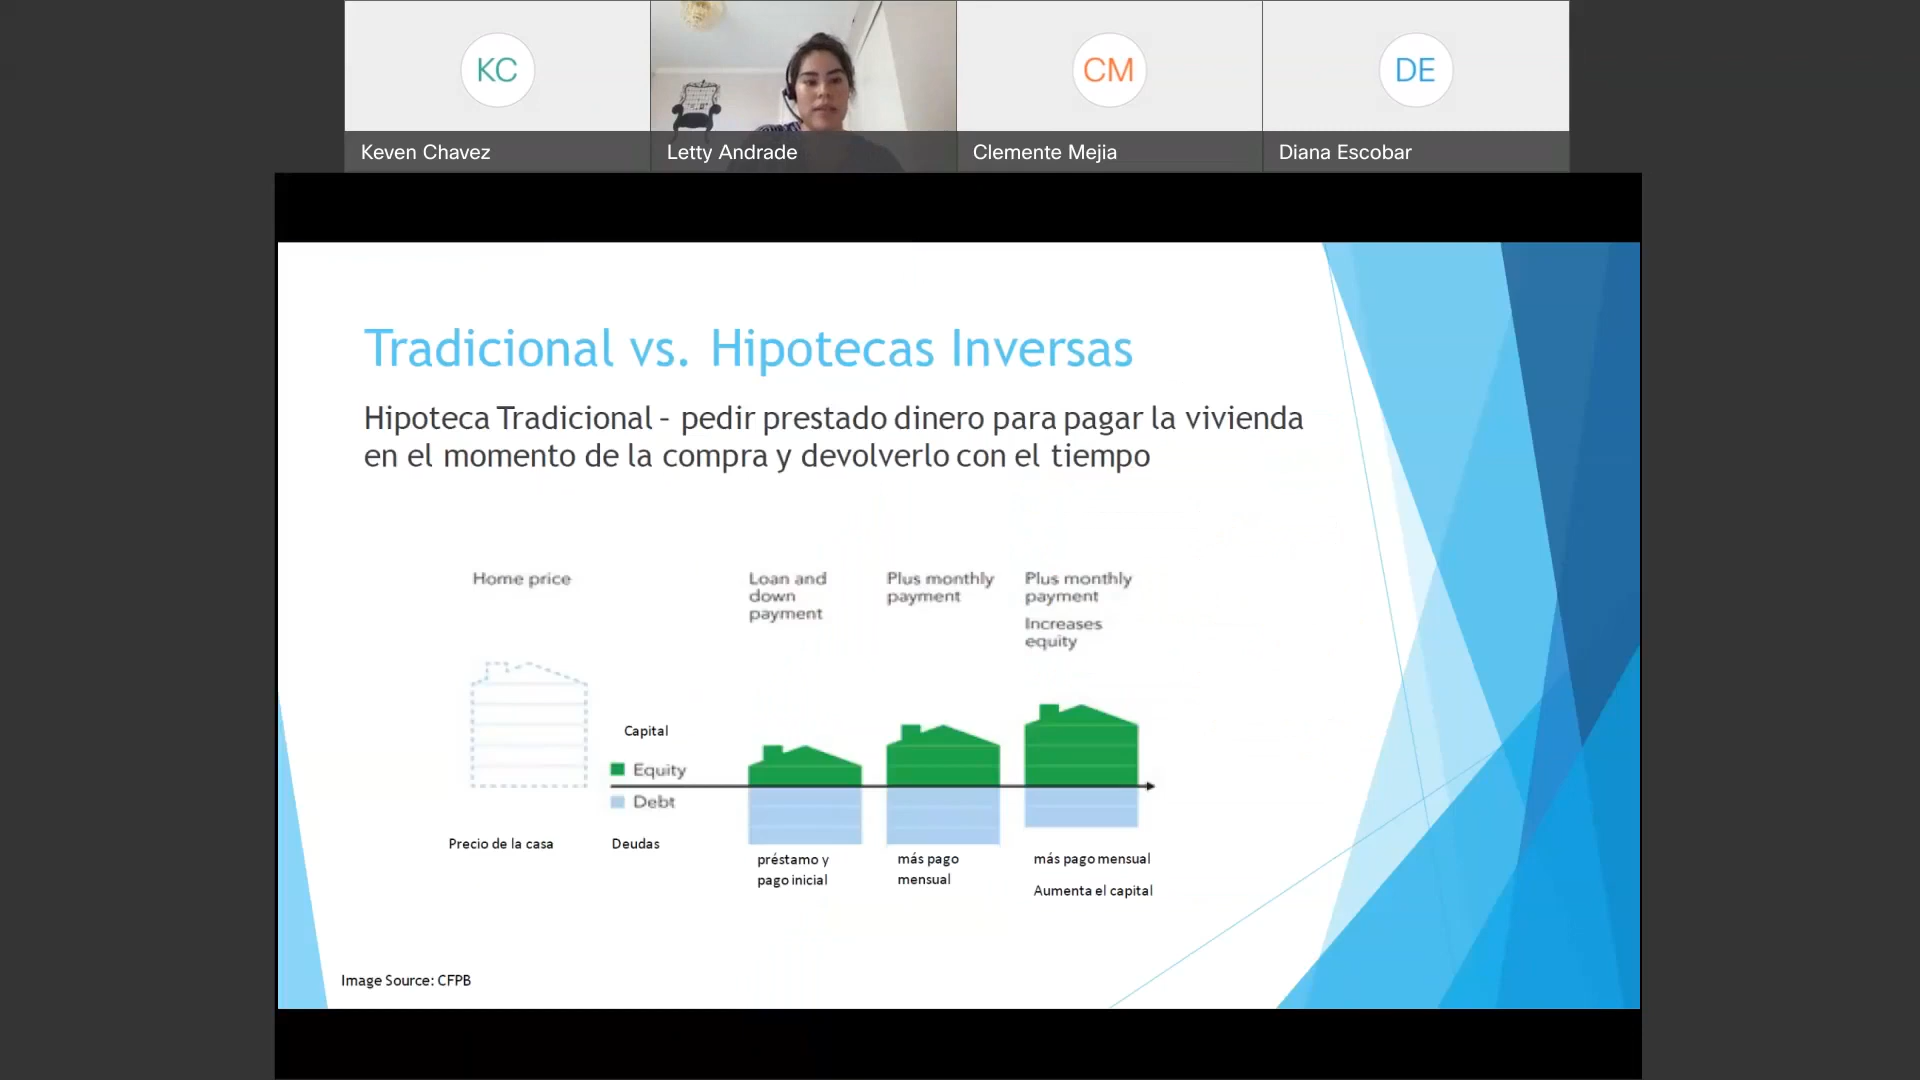 KC
CM
DE
Keven Chavez
Letty Andrade
Clemente Mejia
Diana Escobar
Tradicional vs. Hipotecas Inversas
Hipoteca Tradicional – pedir prestado dinero para pagar la vivienda
en el momento de la compra y devolverlo con el tiempo
Home price
Loan and
down
payment
Plus monthly
payment
Plus monthly
payment
Increases
equity
Capital
Equity
Debt
Precio de la casa
Deudas
préstamo y
pago inicial
más pago
mensual
más pago mensual
Aumenta el capital
Image Source: CFPB